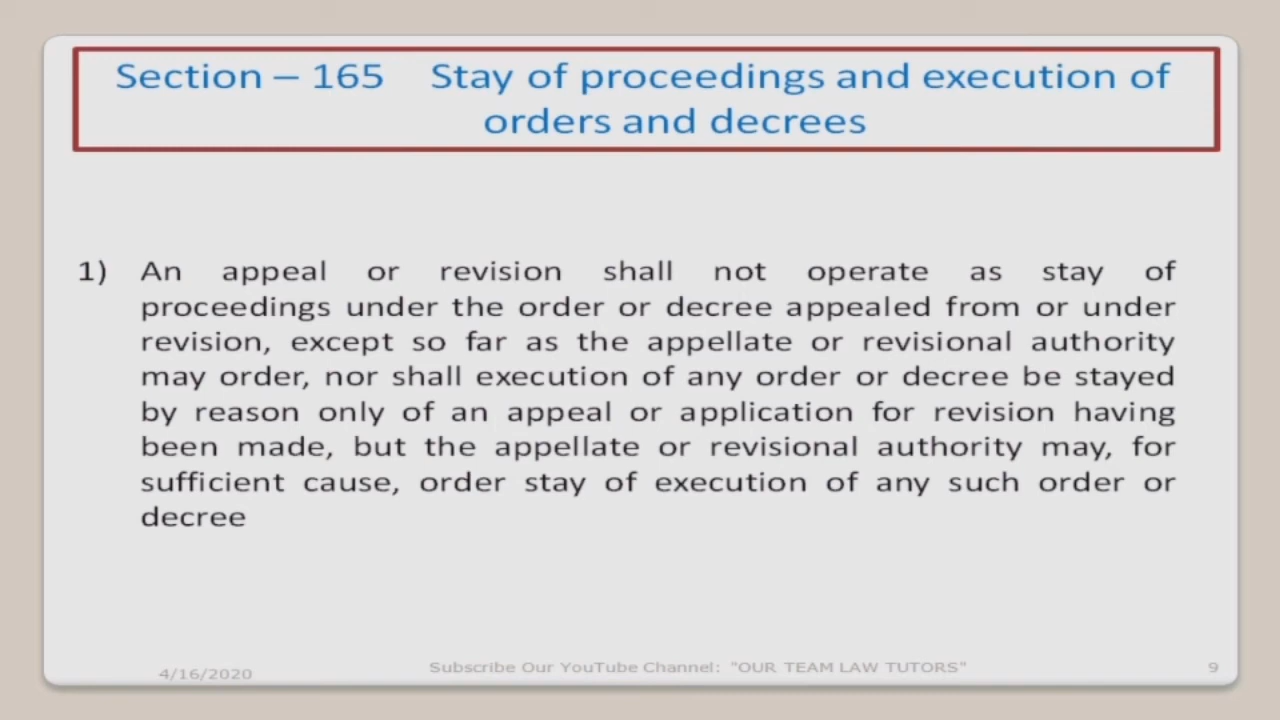 Section – 165 Stay of proceedings and execution of
orders and decrees
1) An appeal or revision shall not operate as stay of
proceedings under the order or decree appealed from or under
revision, except so far as the appellate or revisional authority
may order, nor shall execution of any order or decree be stayed
by reason only of an appeal or application for revision having
been made, but the appellate or revisional authority may, for
sufficient cause, order stay of execution of any such order or
decree
4/16/2020
Subscribe Our YouTube Channel: "OUR TEAM LAW TUTORS"
9